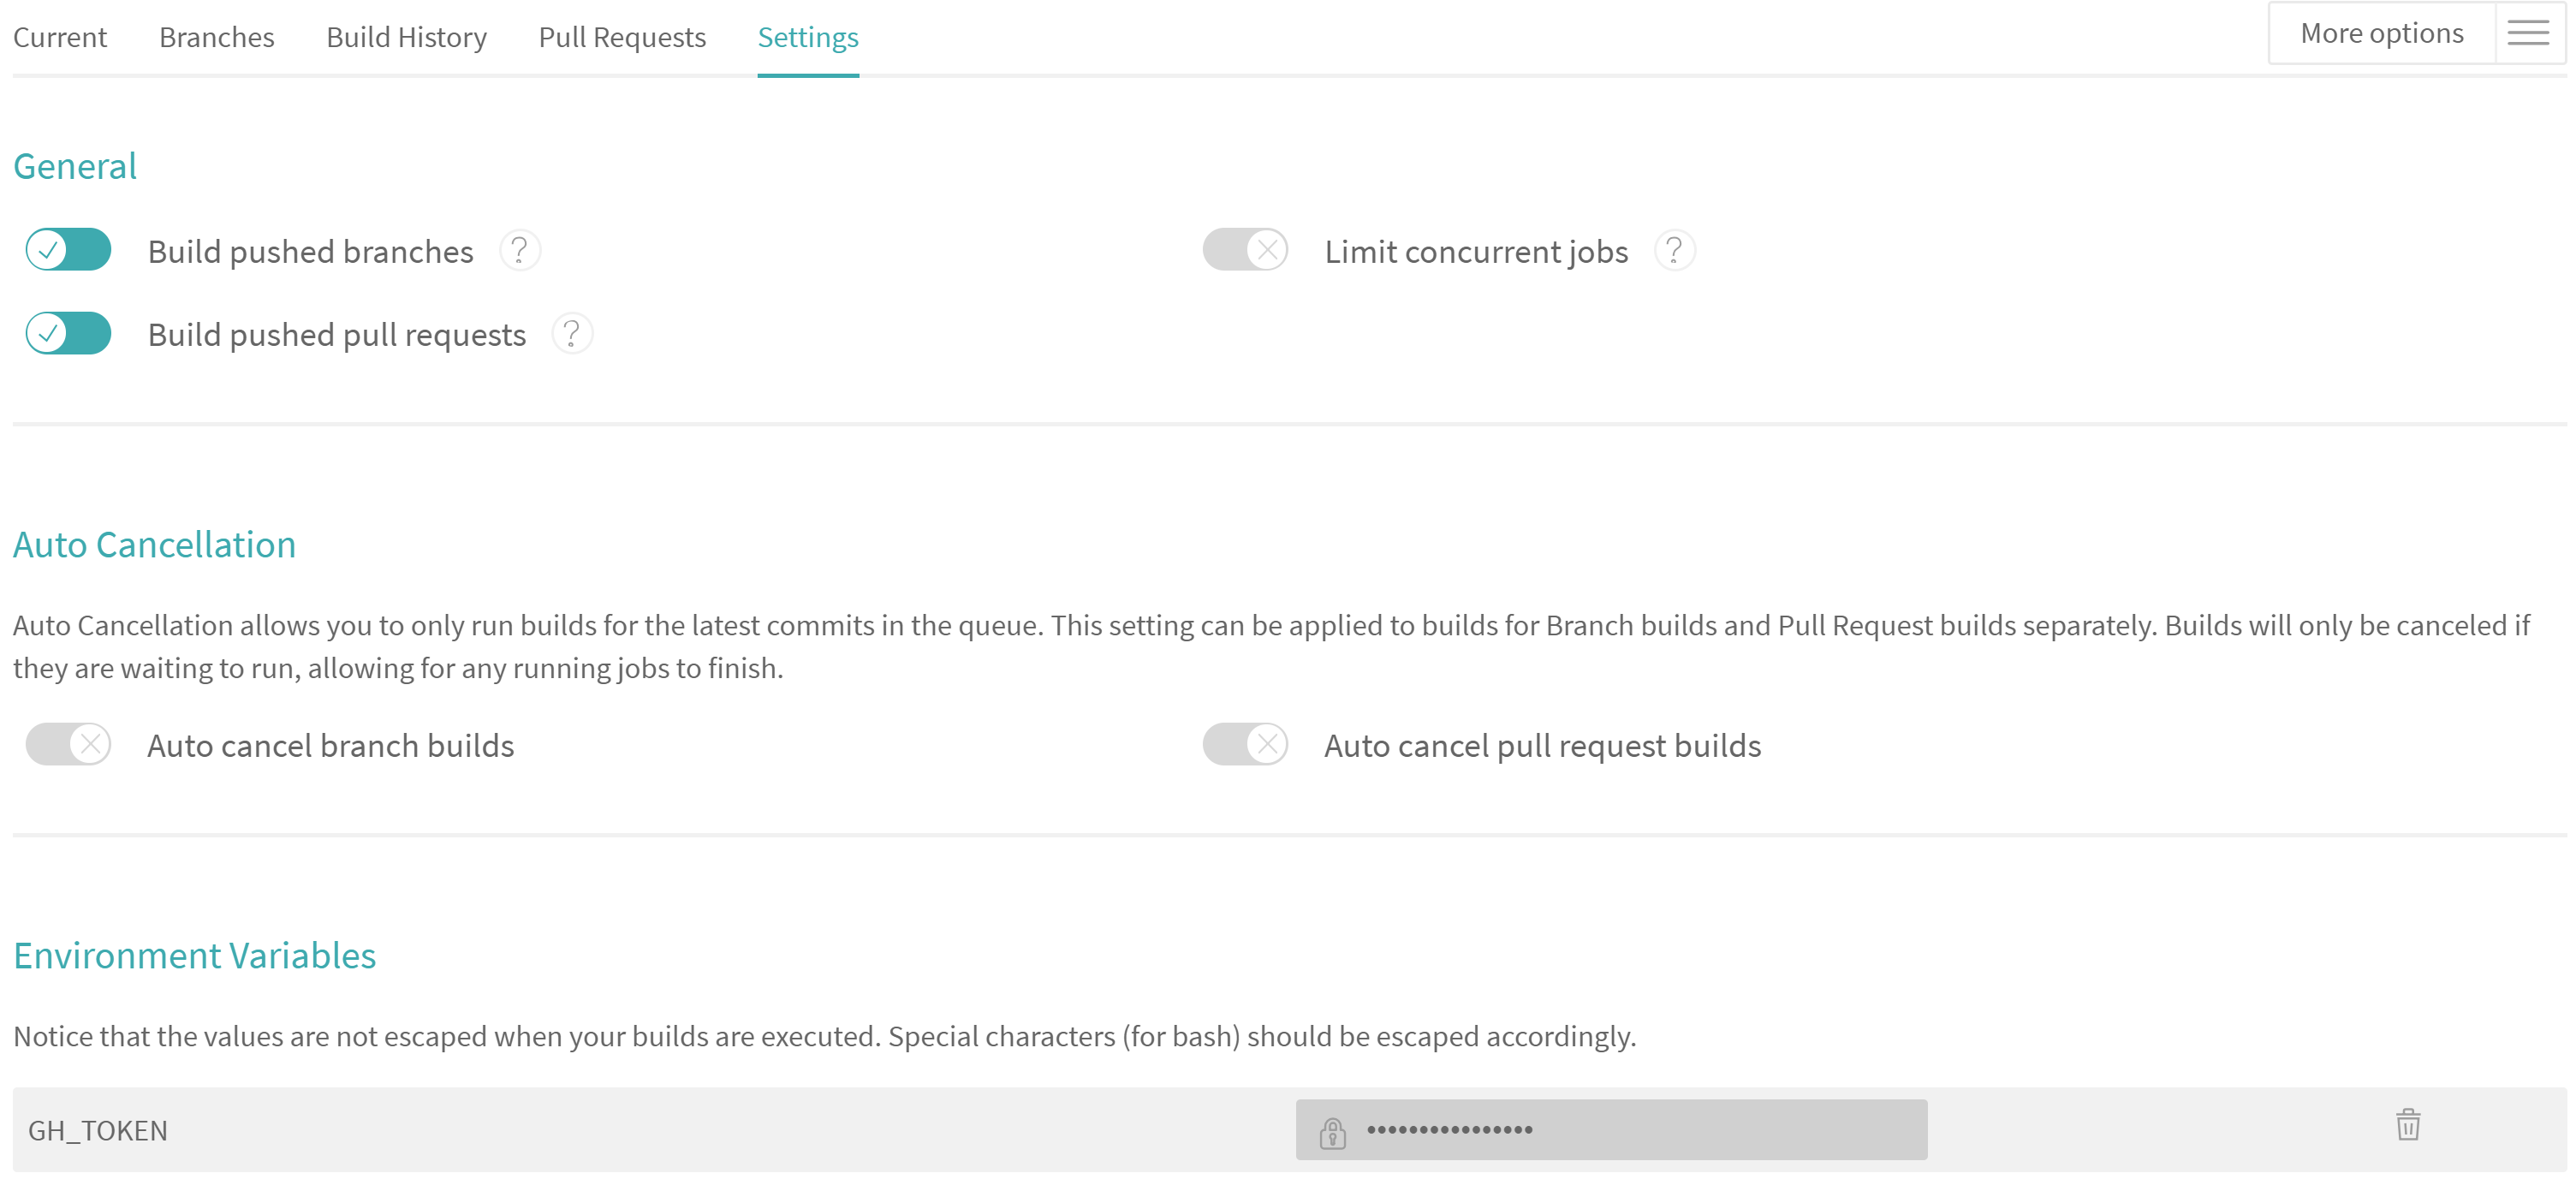 Current Branches Build History Pull Requests Settings More options
General
Build pushed branches ? Limit concurrent jobs ?
Build pushed pull requests ?
Auto Cancellation
Auto Cancellation allows you to only run builds for the latest commits in the queue. This setting can be applied to builds for Branch builds and Pull Request builds separately. Builds will only be canceled if
they are waiting to run, allowing for any running jobs to finish.
Auto cancel branch builds Auto cancel pull request builds
Environment Variables
Notice that the values are not escaped when your builds are executed. Special characters (for bash) should be escaped accordingly.
GH_TOKEN ••••••••••••••••